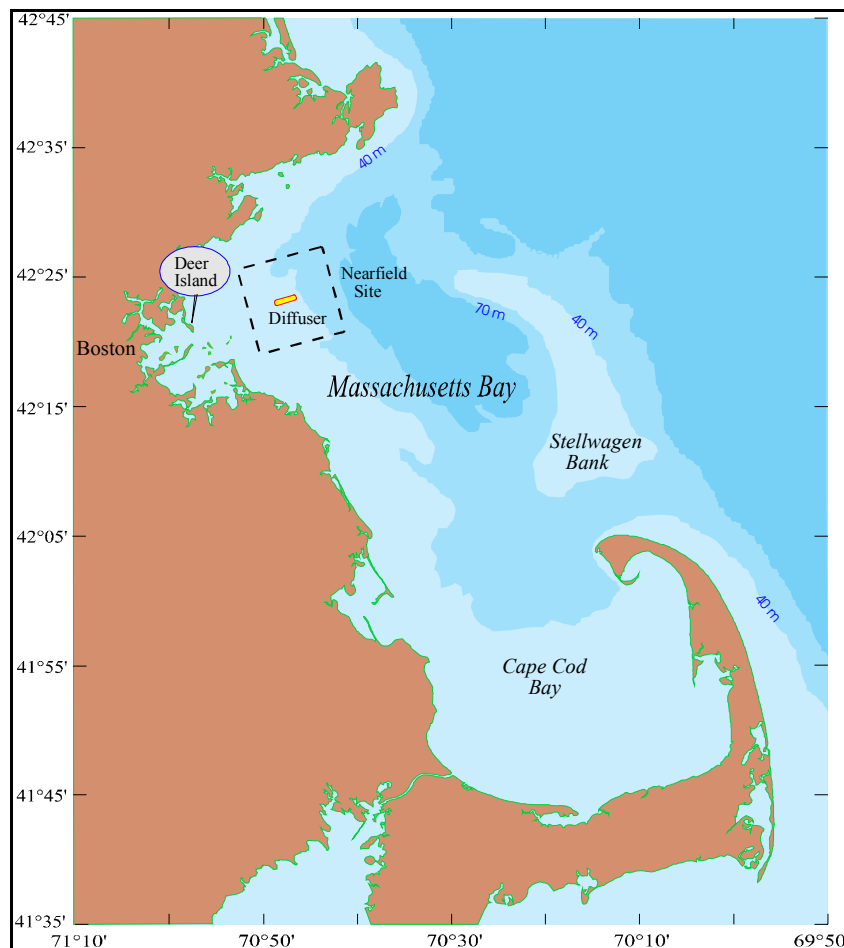 42°45'
42°35'
40 m
Deer
Island
42°25'
Nearfield
Site
70 m
40 m
Diffuser
Boston
Massachusetts Bay
42°15'
Stellwagen
Bank
42°05'
40 m
41°55'
Cape Cod
Bay
41°45'
41°35'
71°10'
70°50'
70°30'
70°10'
69°50'